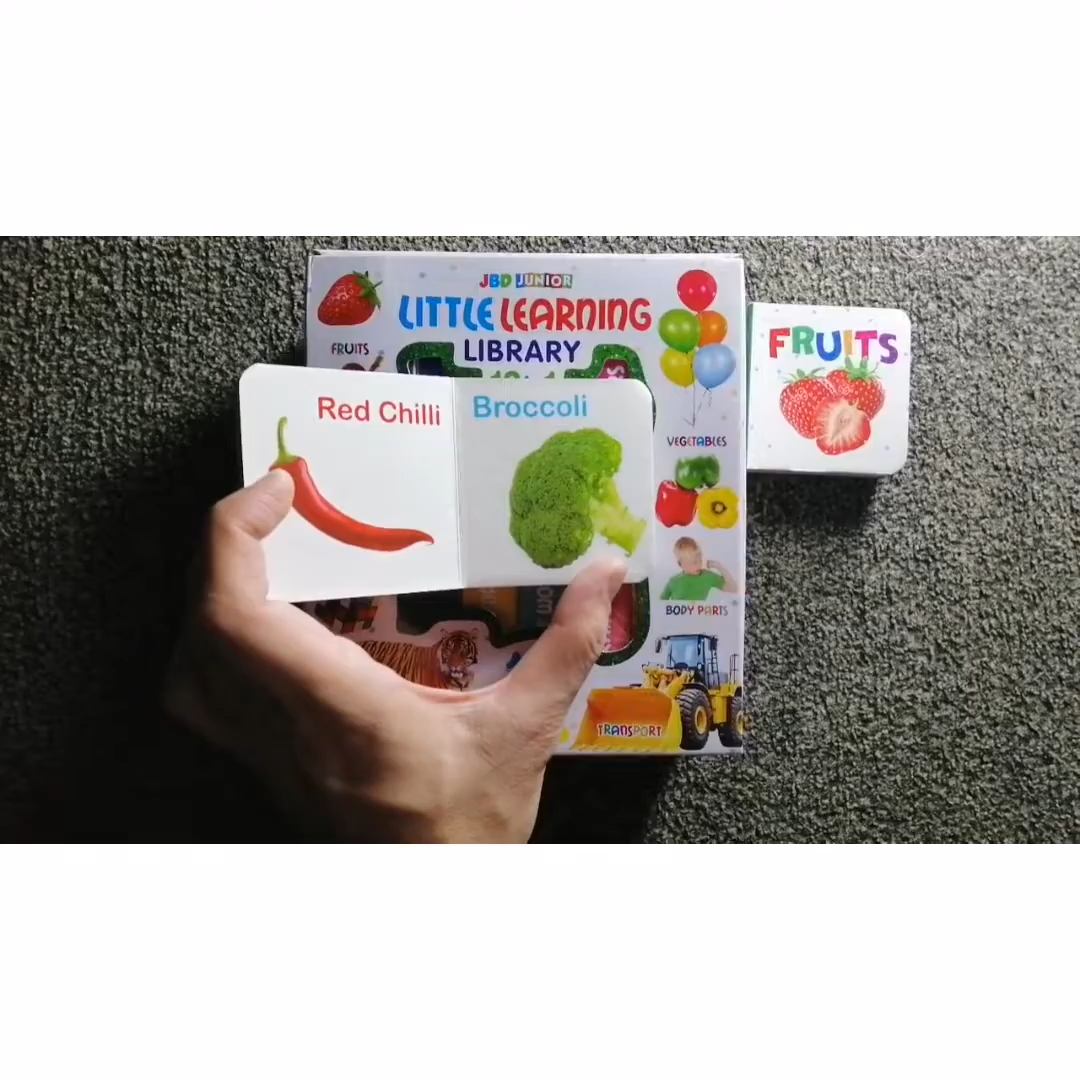 JBD JUNIOR
LITTLE LEARNING
LIBRARY
FRUITS
Red Chilli
Broccoli
VEGETABLES
BODY PARTS
TRANSPORT
FRUITS